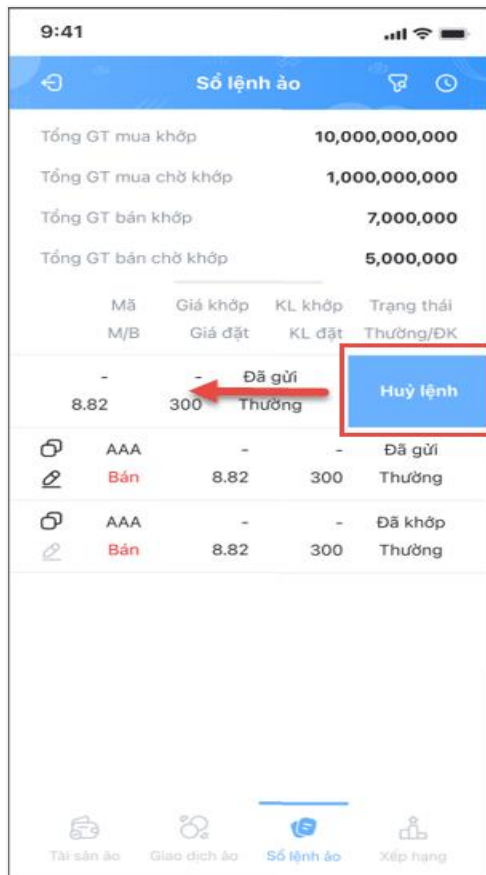 9:41
Sổ lệnh ảo
Tổng GT mua khớp 10,000,000,000
Tổng GT mua chờ khớp 1,000,000,000
Tổng GT bán khớp 7,000,000
Tổng GT bán chờ khớp 5,000,000
Mã Giá khớp KL khớp Trạng thái
M/B Giá đặt KL đặt Thường/ĐK
- - Đã gửi
8.82 300 Thường
Huỷ lệnh
AAA - - Đã gửi
Bán 8.82 300 Thường
AAA - - Đã khớp
Bán 8.82 300 Thường
Tài sản ảo Giao dịch ảo Sổ lệnh ảo Xếp hạng